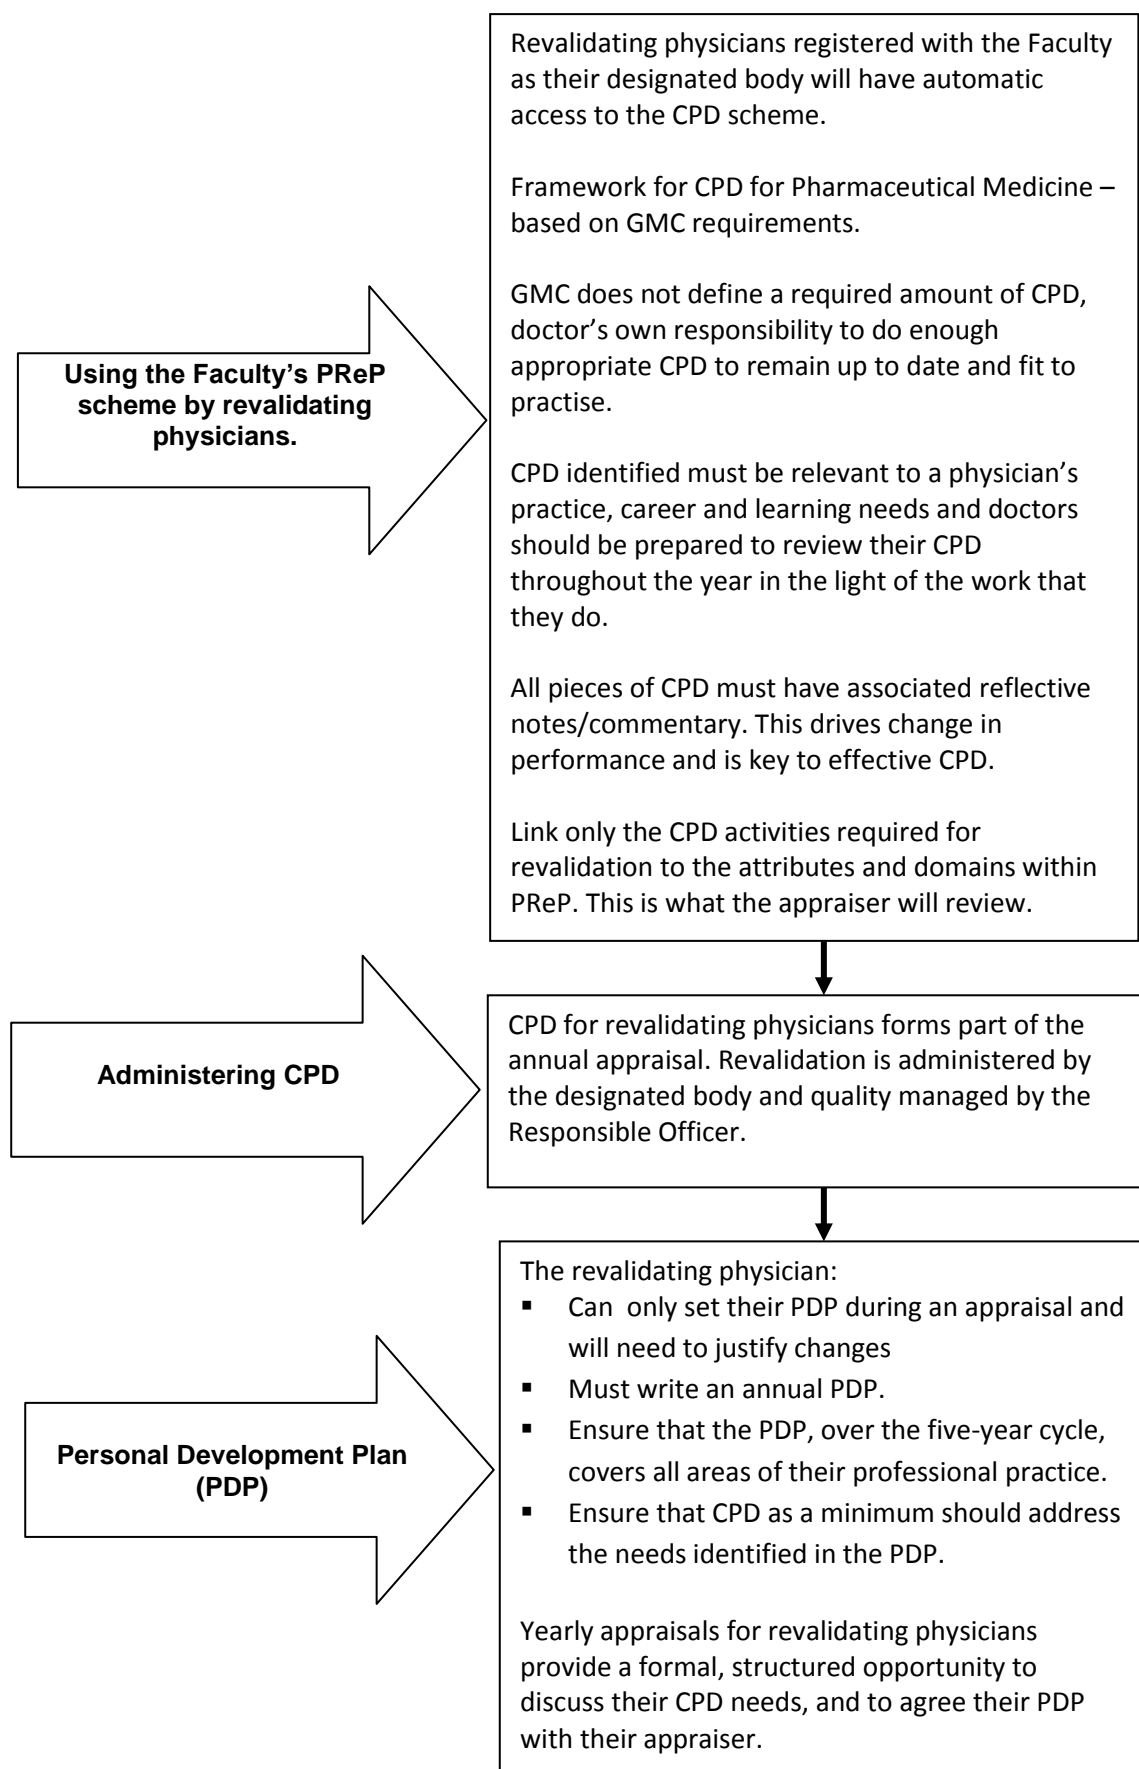 Revalidating physicians registered with the Faculty
as their designated body will have automatic
access to the CPD scheme.
Framework for CPD for Pharmaceutical Medicine –
based on GMC requirements.
GMC does not define a required amount of CPD,
doctor's own responsibility to do enough
appropriate CPD to remain up to date and fit to
practise.
CPD identified must be relevant to a physician's
practice, career and learning needs and doctors
should be prepared to review their CPD
throughout the year in the light of the work that
they do.
All pieces of CPD must have associated reflective
notes/commentary. This drives change in
performance and is key to effective CPD.
Link only the CPD activities required for
revalidation to the attributes and domains within
PReP. This is what the appraiser will review.
Using the Faculty's PReP
scheme by revalidating
physicians.
Administering CPD
CPD for revalidating physicians forms part of the
annual appraisal. Revalidation is administered by
the designated body and quality managed by the
Responsible Officer.
Personal Development Plan
(PDP)
The revalidating physician:
▪ Can only set their PDP during an appraisal and
will need to justify changes
▪ Must write an annual PDP.
▪ Ensure that the PDP, over the five-year cycle,
covers all areas of their professional practice.
▪ Ensure that CPD as a minimum should address
the needs identified in the PDP.
Yearly appraisals for revalidating physicians
provide a formal, structured opportunity to
discuss their CPD needs, and to agree their PDP
with their appraiser.